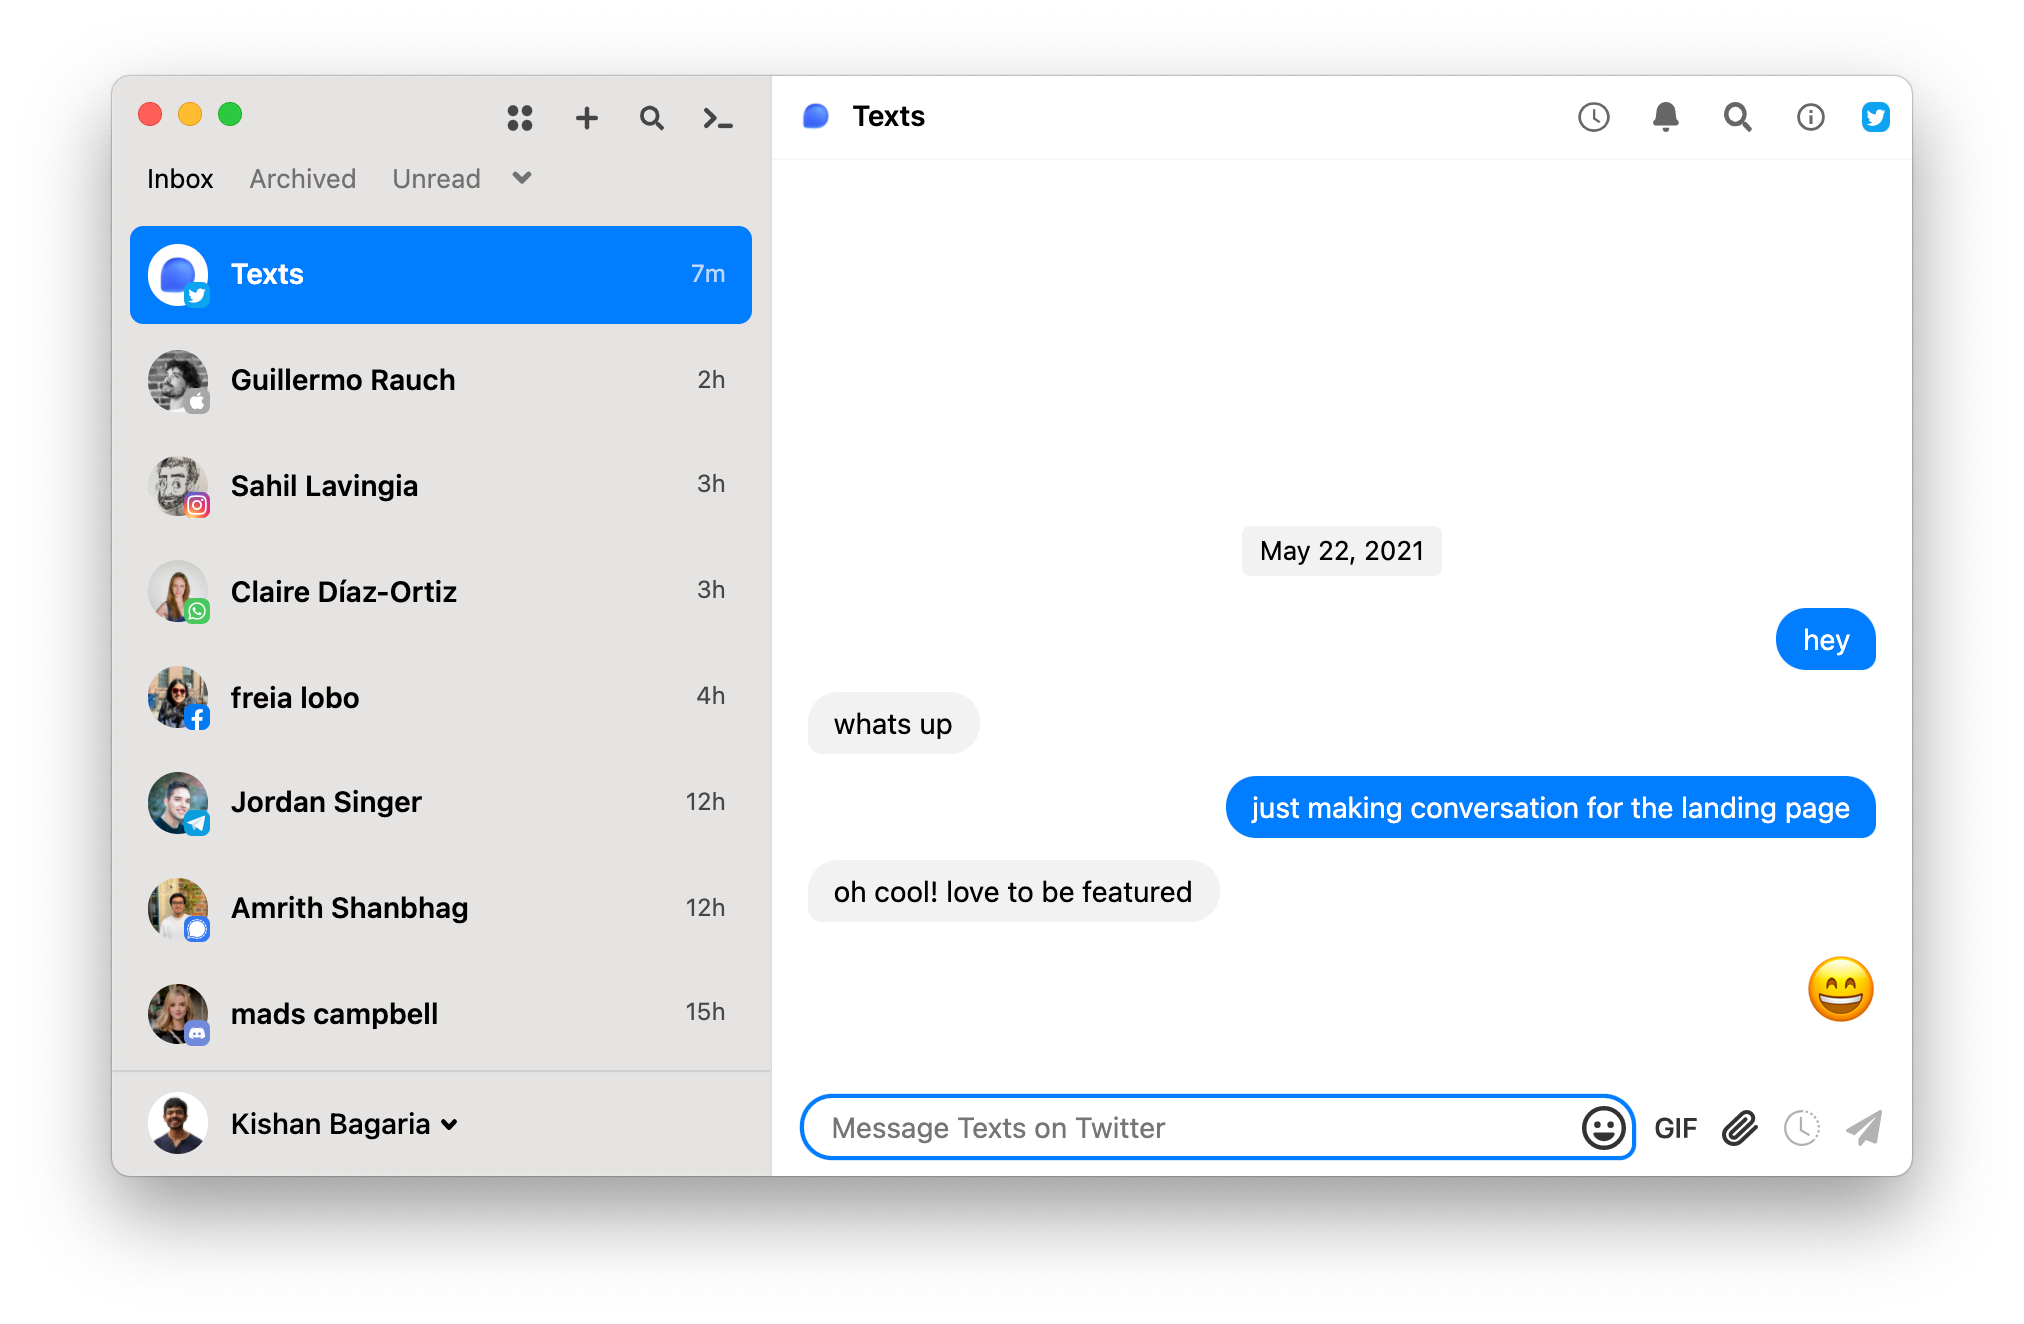 Inbox Archived Unread
Texts 7m
Guillermo Rauch 2h
Sahil Lavingia 3h
Claire Díaz-Ortiz 3h
freia lobo 4h
Jordan Singer 12h
Amrith Shanbhag 12h
mads campbell 15h
Kishan Bagaria
Texts
May 22, 2021
hey
whats up
just making conversation for the landing page
oh cool! love to be featured
Message Texts on Twitter GIF